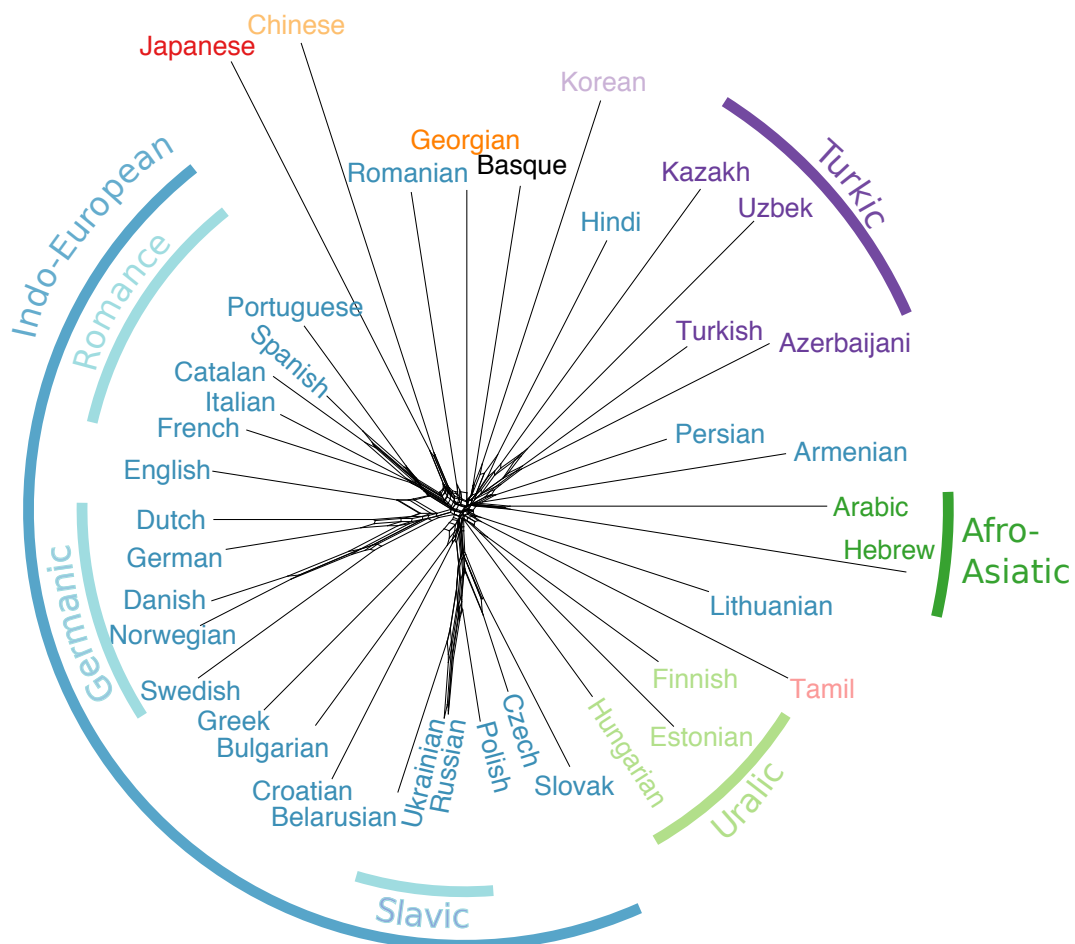 Chinese
Japanese
Korean
Georgian
Basque
Romanian
Kazakh
Uzbek
Turkic
Hindi
Indo-European
Romance
Portuguese
Spanish
Catalan
Italian
French
English
Dutch
German
Danish
Norwegian
Swedish
Germanic
Turkish
Azerbaijani
Persian
Armenian
Arabic
Hebrew
Afro-
Asiatic
Lithuanian
Finnish
Tamil
Estonian
Hungarian
Uralic
Greek
Bulgarian
Croatian
Belarusian
Ukrainian
Russian
Polish
Czech
Slovak
Slavic